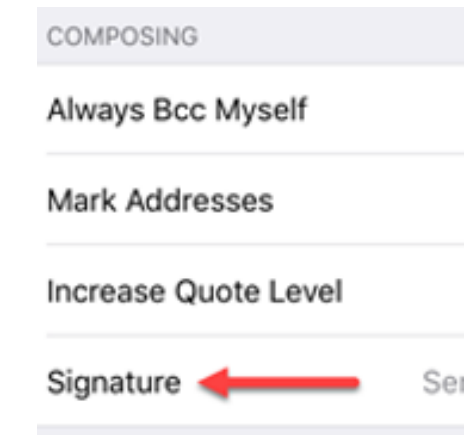 COMPOSING
Always Bcc Myself
Mark Addresses
Increase Quote Level
Signature